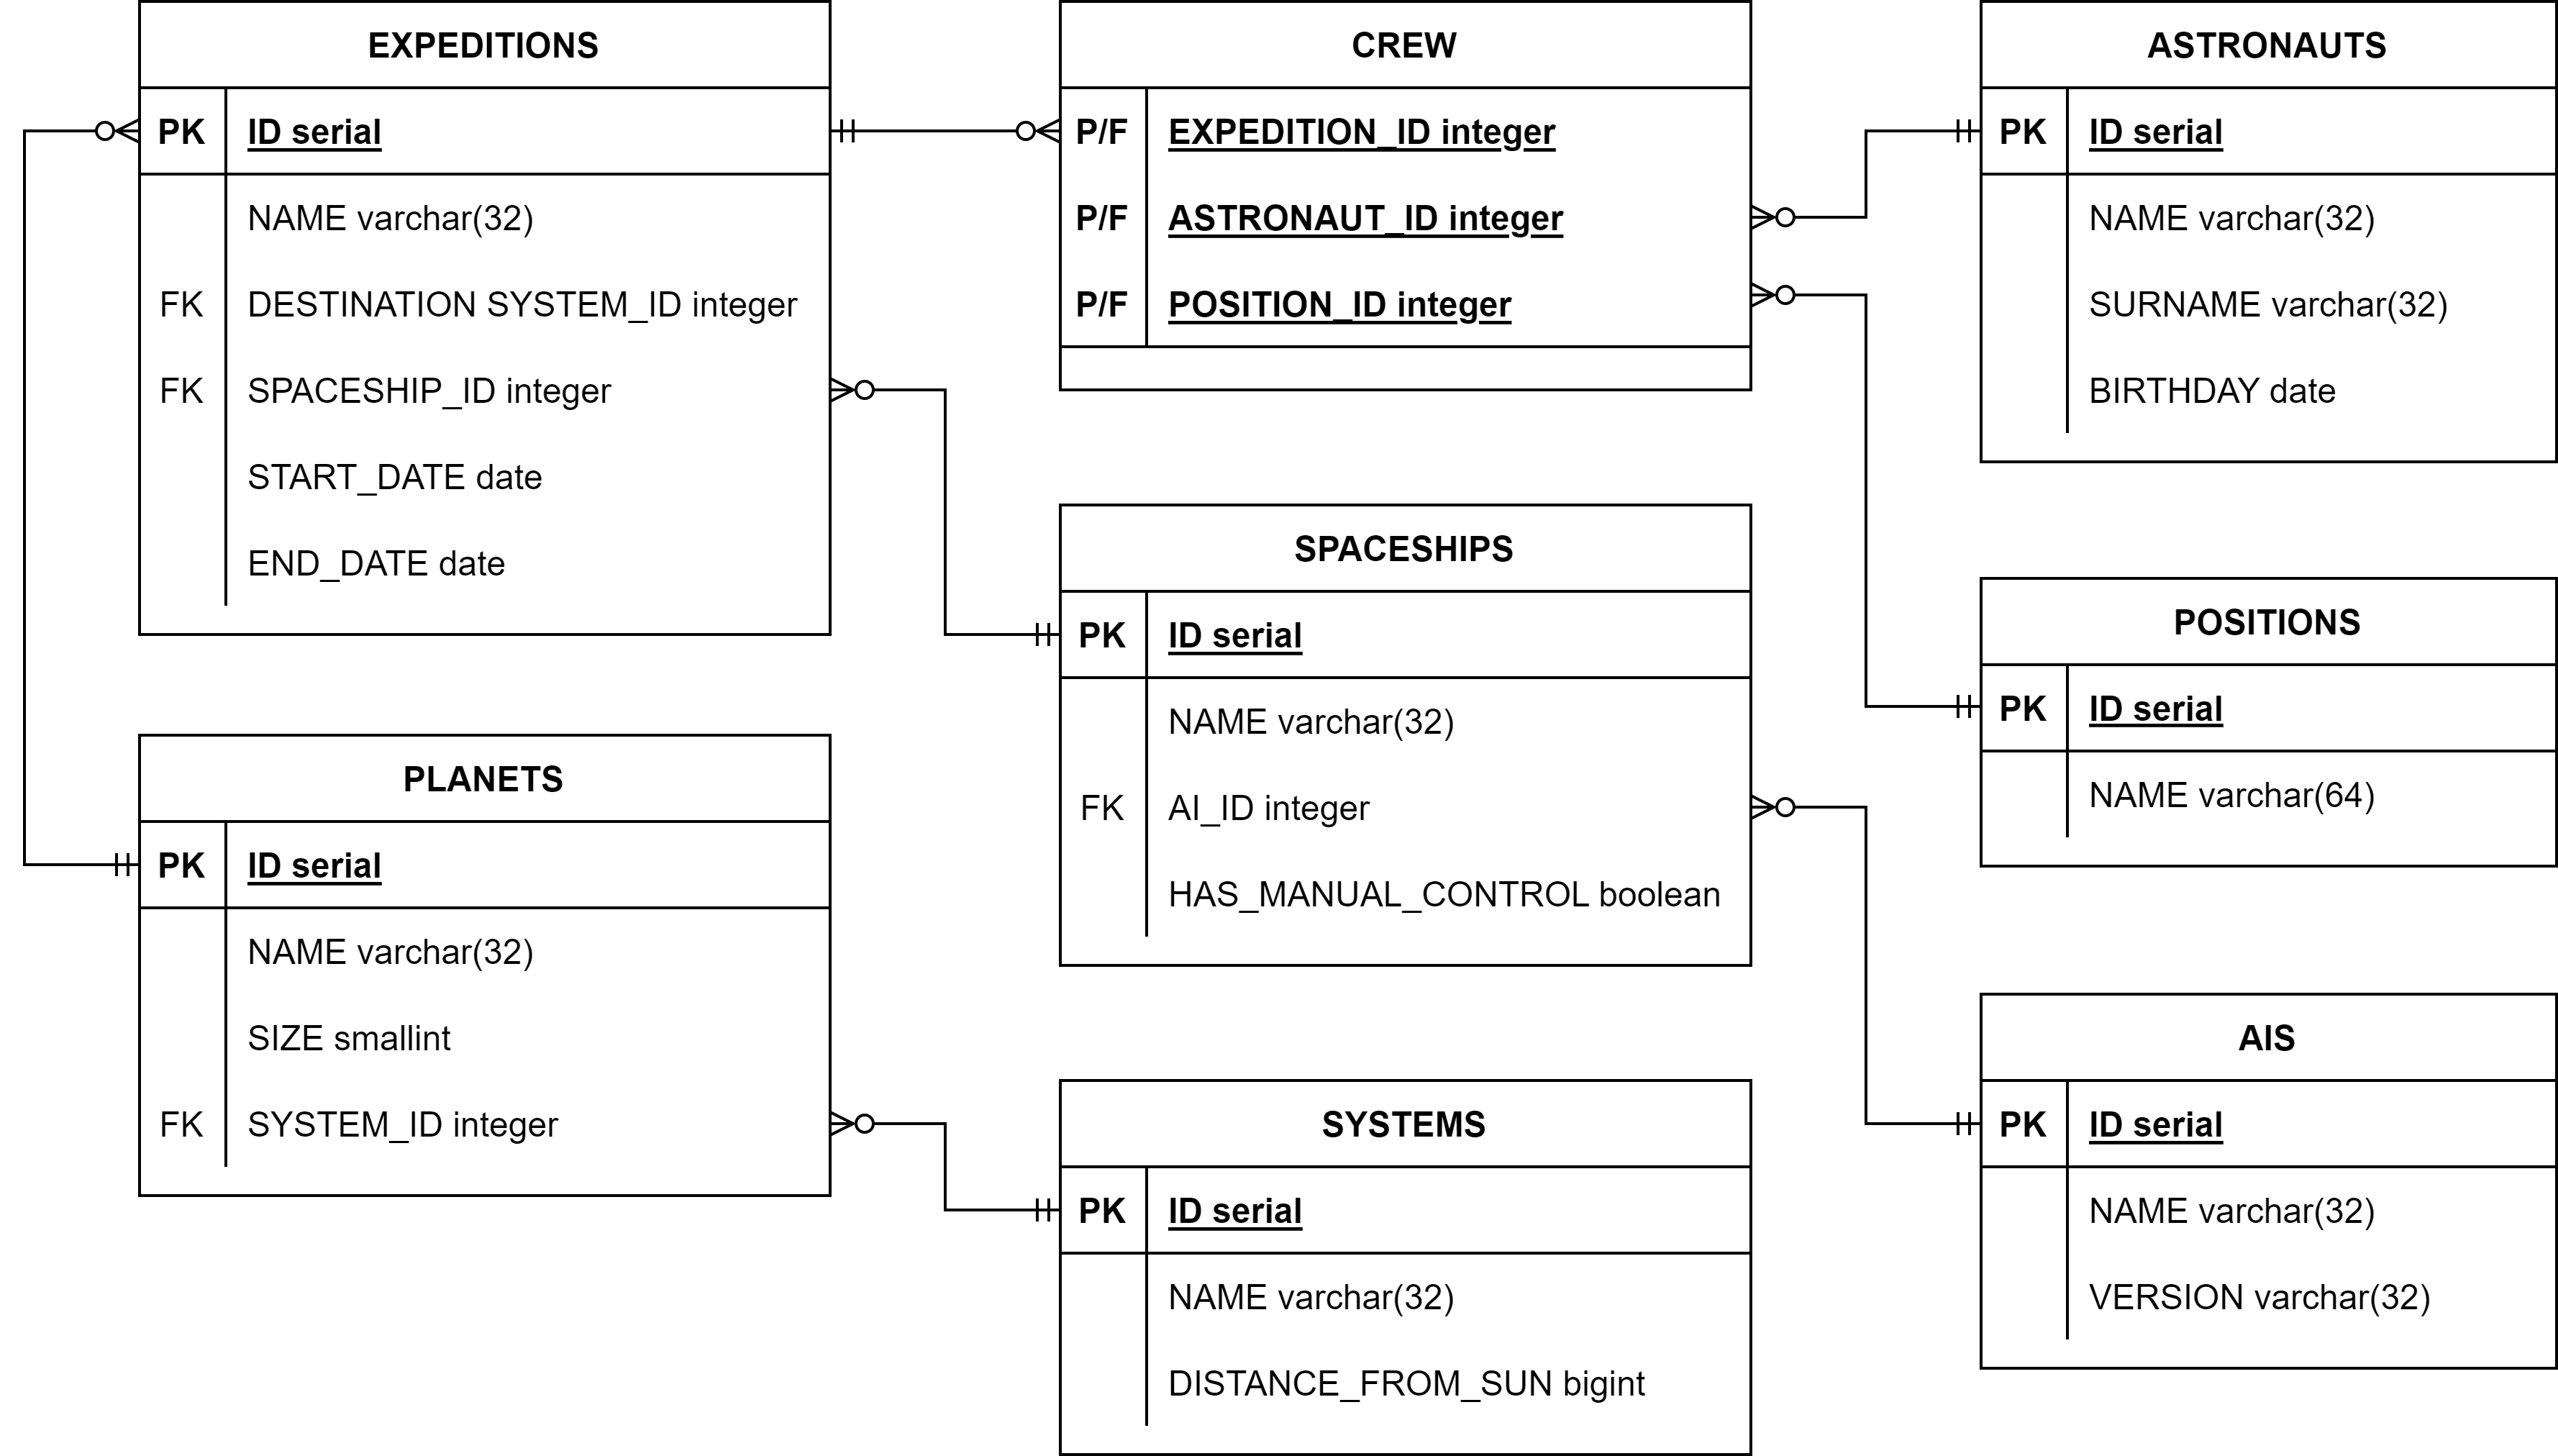 EXPEDITIONS
PK ID serial
NAME varchar(32)
FK DESTINATION SYSTEM_ID integer
FK SPACESHIP_ID integer
START_DATE date
END_DATE date
CREW
P/F EXPEDITION_ID integer
P/F ASTRONAUT_ID integer
P/F POSITION_ID integer
ASTRONAUTS
PK ID serial
NAME varchar(32)
SURNAME varchar(32)
BIRTHDAY date
SPACESHIPS
PK ID serial
NAME varchar(32)
FK AI_ID integer
HAS_MANUAL_CONTROL boolean
POSITIONS
PK ID serial
NAME varchar(64)
PLANETS
PK ID serial
NAME varchar(32)
SIZE smallint
FK SYSTEM_ID integer
SYSTEMS
PK ID serial
NAME varchar(32)
DISTANCE_FROM_SUN bigint
AIS
PK ID serial
NAME varchar(32)
VERSION varchar(32)